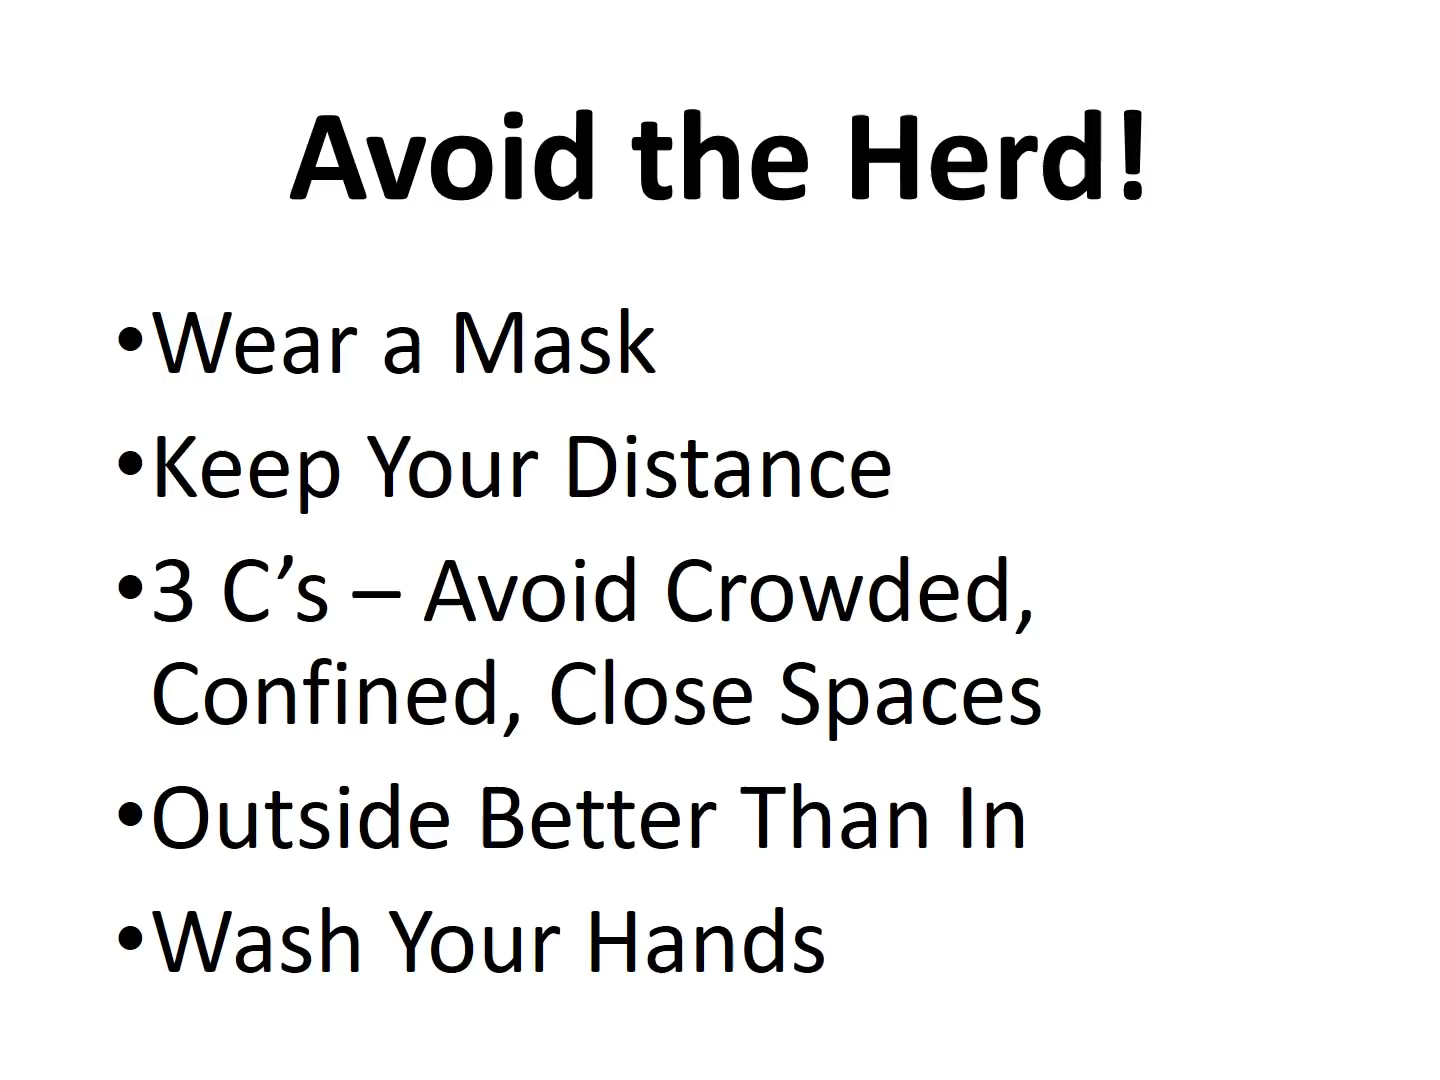 Avoid the Herd!
•Wear a Mask
•Keep Your Distance
•3 C’s – Avoid Crowded,
Confined, Close Spaces
•Outside Better Than In
•Wash Your Hands